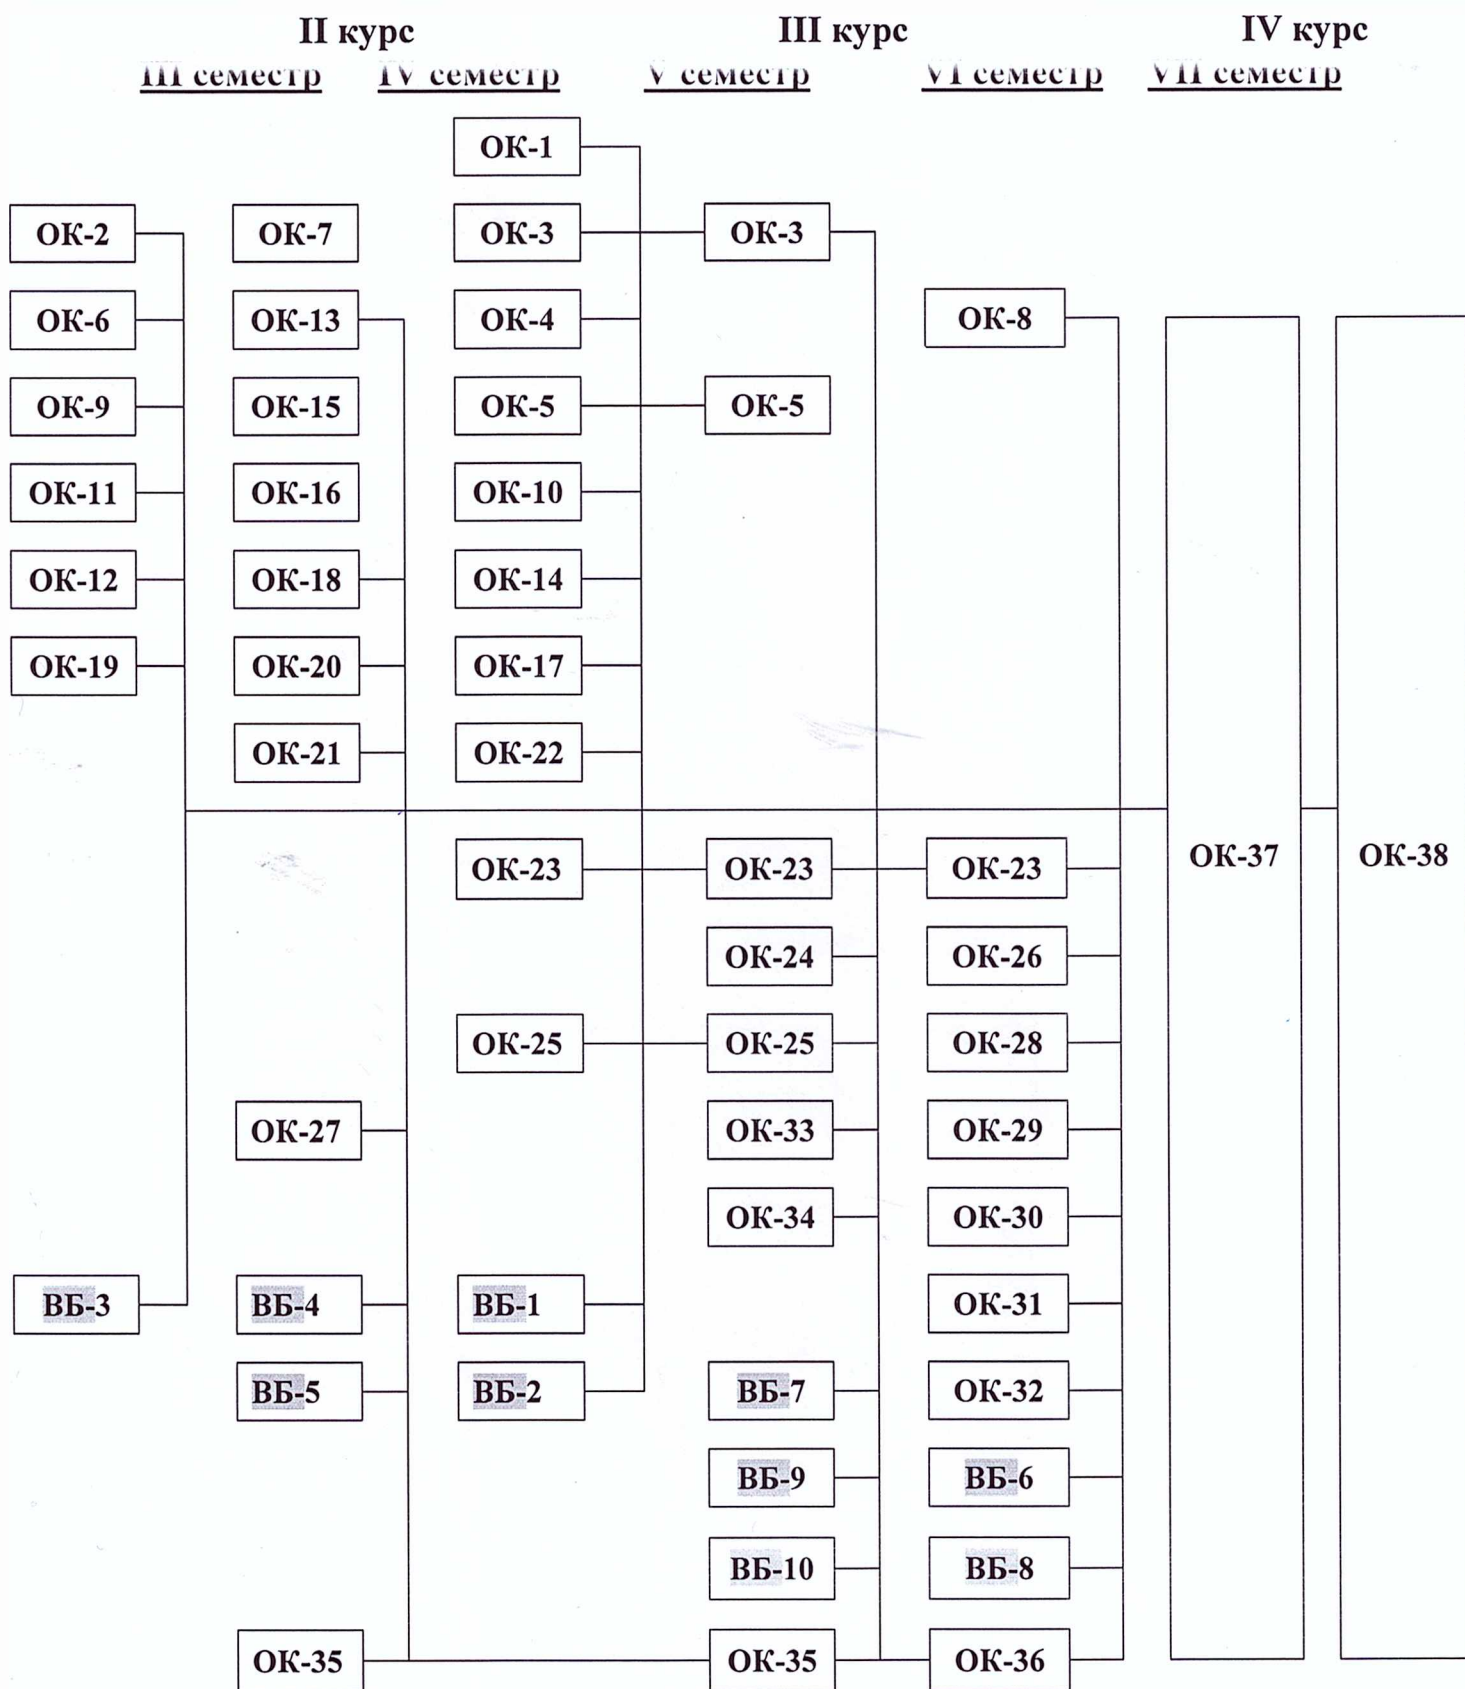 II курс III курс IV курс
III семестр IV семестр V семестр VI семестр VII семестр
ОК-1
ОК-2 ОК-7 ОК-3 ОК-3
ОК-6 ОК-13 ОК-4 ОК-8
ОК-9 ОК-15 ОК-5 ОК-5
ОК-11 ОК-16 ОК-10
ОК-12 ОК-18 ОК-14
ОК-19 ОК-20 ОК-17
ОК-21 ОК-22
ОК-23 ОК-23 ОК-23 ОК-37 ОК-38
ОК-24 ОК-26
ОК-25 ОК-25 ОК-28
ОК-27 ОК-33 ОК-29
ОК-34 ОК-30
ВБ-3 ВБ-4 ВБ-1 ОК-31
ВБ-5 ВБ-2 ВБ-7 ОК-32
ВБ-9 ВБ-6
ВБ-10 ВБ-8
ОК-35 ОК-35 ОК-36